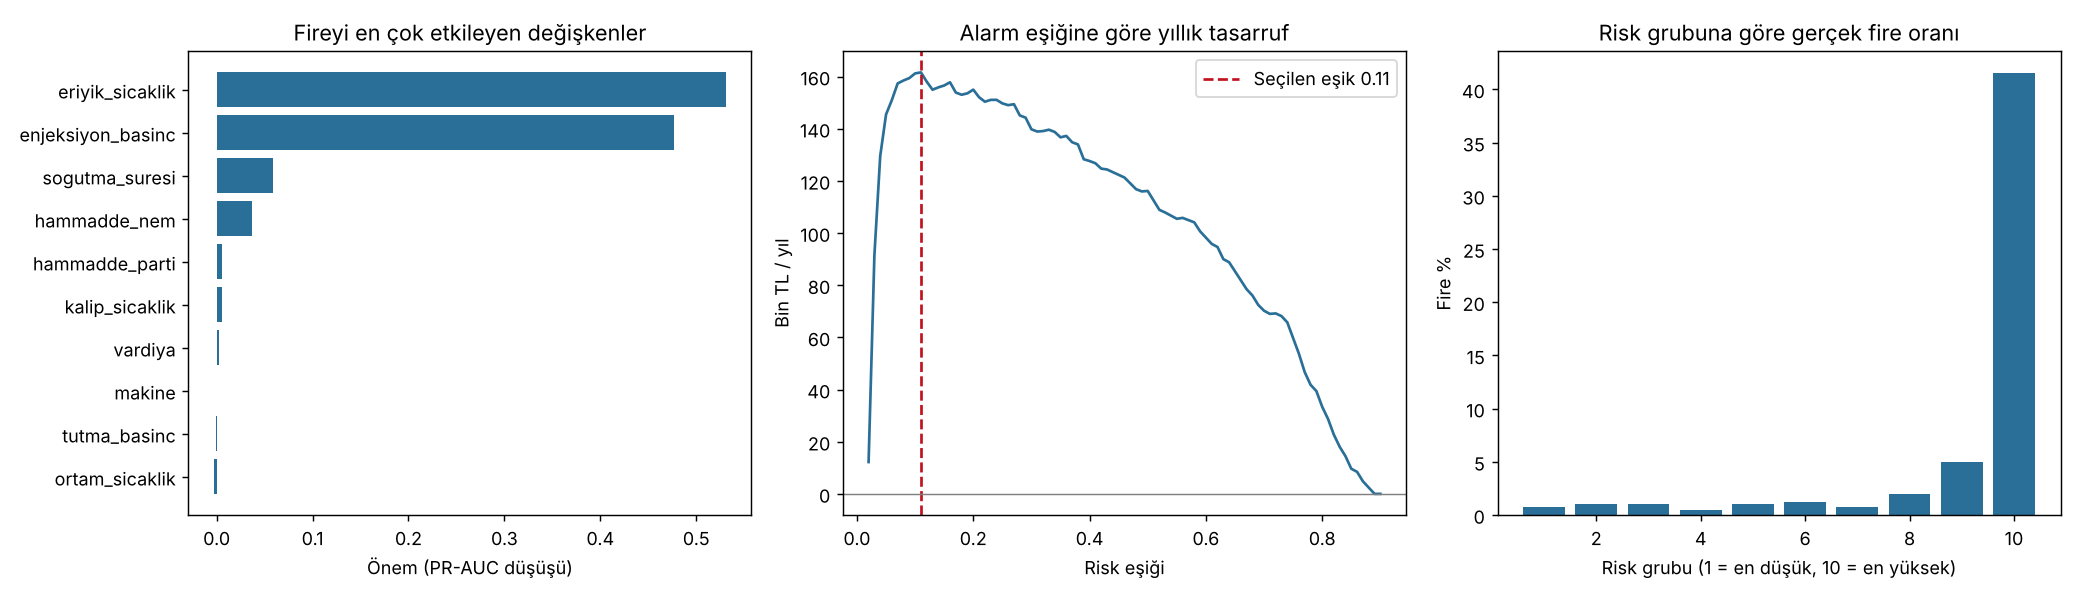 Fireyi en çok etkileyen değişkenler
eriyik_sicaklik
enjeksiyon_basinc
sogutma_suresi
hammadde_nem
hammadde_parti
kalip_sicaklik
vardiya
makine
tutma_basinc
ortam_sicaklik
0.0 0.1 0.2 0.3 0.4 0.5
Önem (PR-AUC düşüşü)
Alarm eşiğine göre yıllık tasarruf
Seçilen eşik 0.11
Bin TL / yıl
160
140
120
100
80
60
40
20
0
0.0 0.2 0.4 0.6 0.8
Risk eşiği
Risk grubuna göre gerçek fire oranı
Fire %
40
35
30
25
20
15
10
5
0
2 4 6 8 10
Risk grubu (1 = en düşük, 10 = en yüksek)